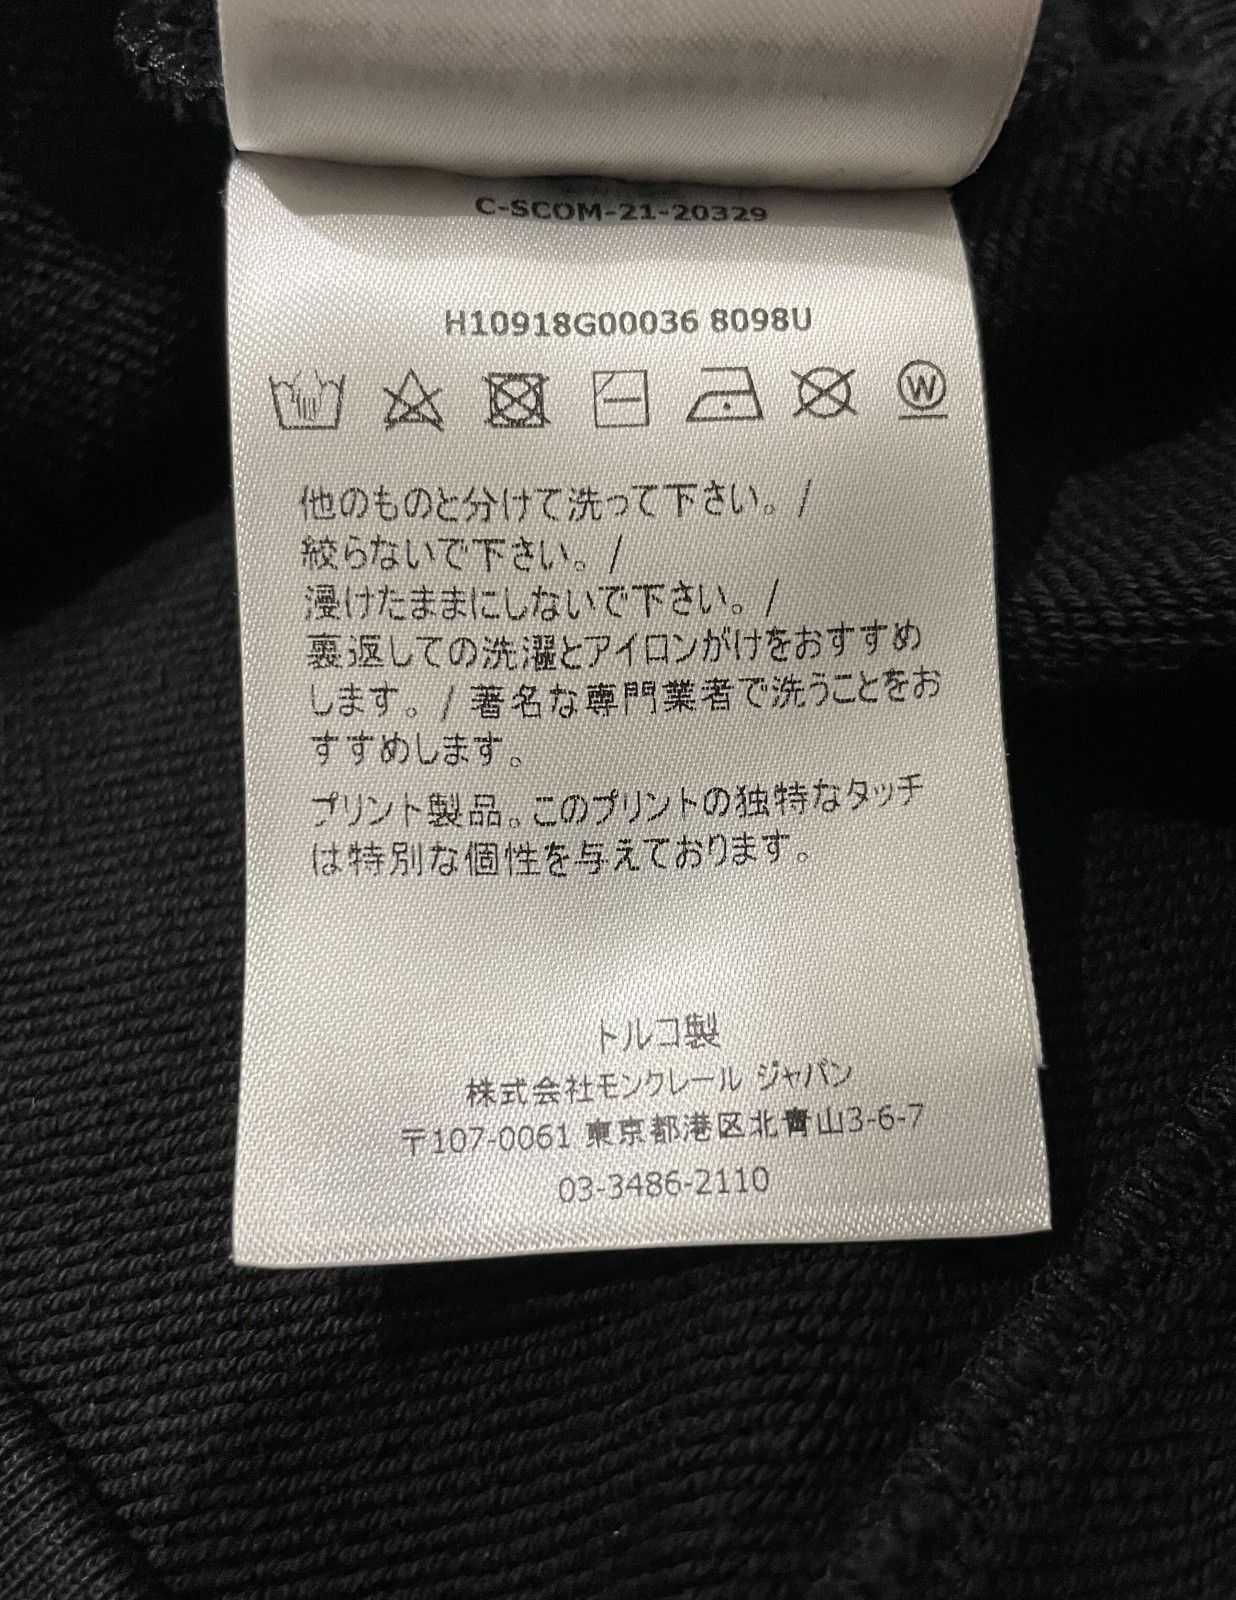 C-SCOM-21-20329
H10918G00036 8098U
W
他のものと分けて洗って下さい。/
絞らないで下さい。/
浸けたままにしないで下さい。/
裏返しての洗濯とアイロンがけをおすすめ
します。/ 著名な専門業者で洗うことをお
すすめします。
プリント製品。このプリントの独特なタッチ
は特別な個性を与えております。
トルコ製
株式会社モンクレール ジャパン
〒107-0061 東京都港区北青山3-6-7
03-3486-2110